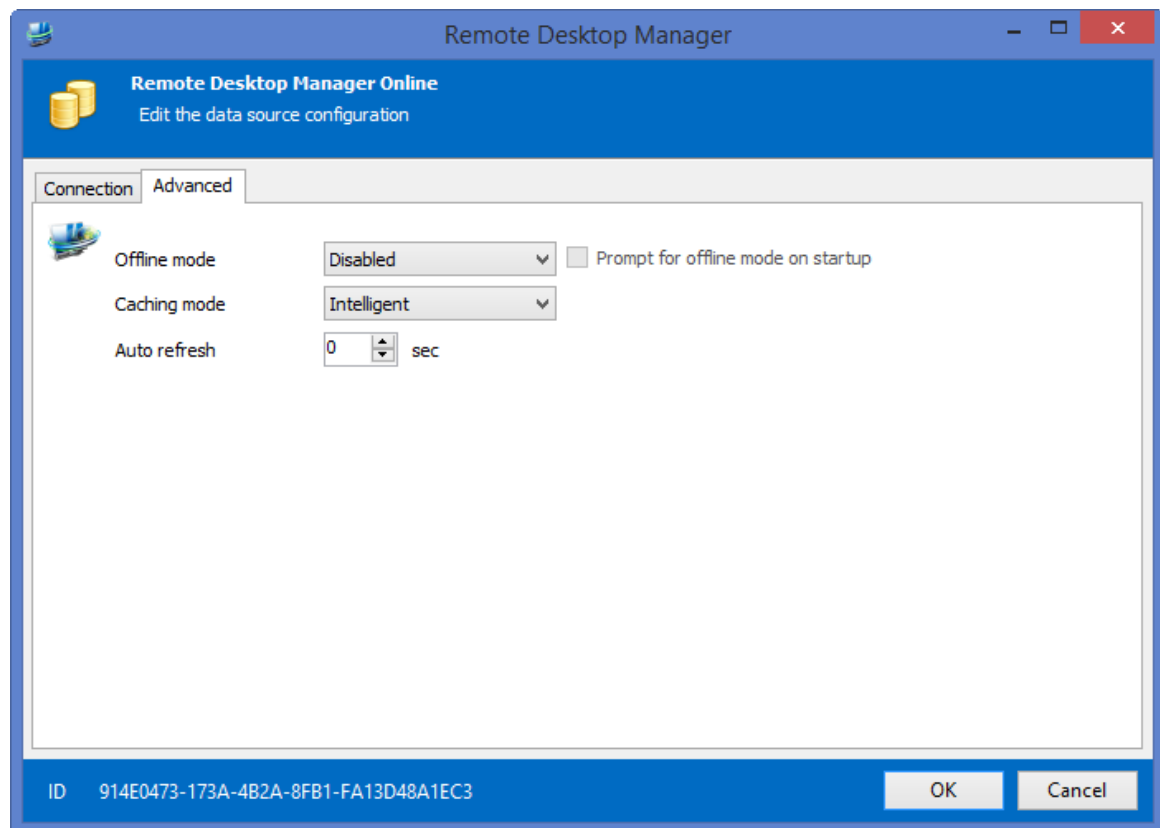 Remote Desktop Manager
Remote Desktop Manager Online
Edit the data source configuration
Connection Advanced
Offline mode Disabled Prompt for offline mode on startup
Caching mode Intelligent
Auto refresh 0 sec
ID 914E0473-173A-4B2A-8FB1-FA13D48A1EC3 OK Cancel